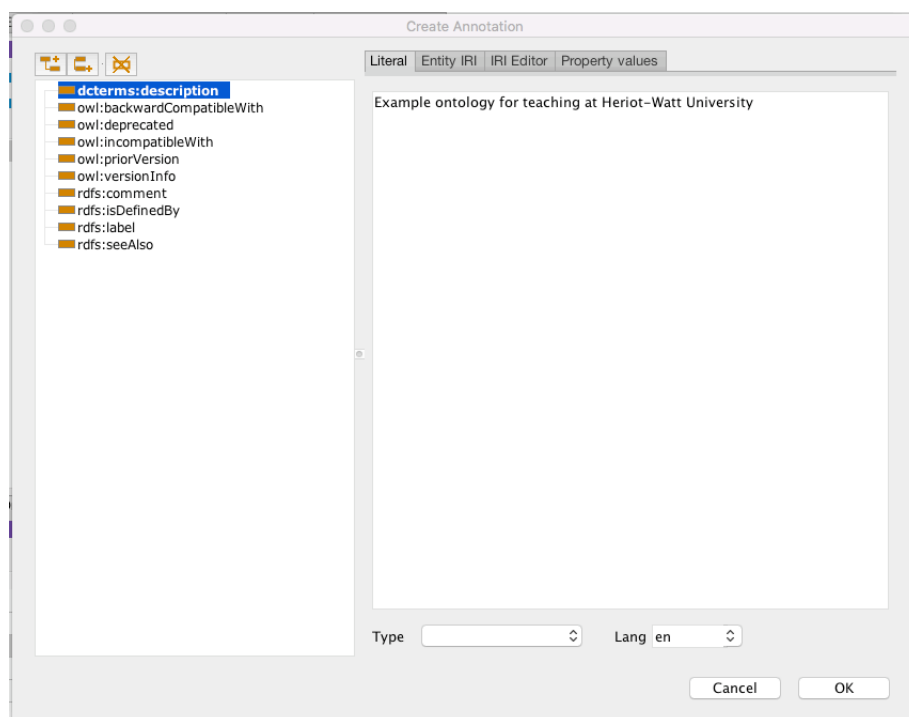 Create Annotation
Literal Entity IRI IRI Editor Property values
dcterms:description
owl:backwardCompatibleWith
owl:deprecated
owl:incompatibleWith
owl:priorVersion
owl:versionInfo
rdfs:comment
rdfs:isDefinedBy
rdfs:label
rdfs:seeAlso
Example ontology for teaching at Heriot-Watt University
Type Lang en
Cancel OK